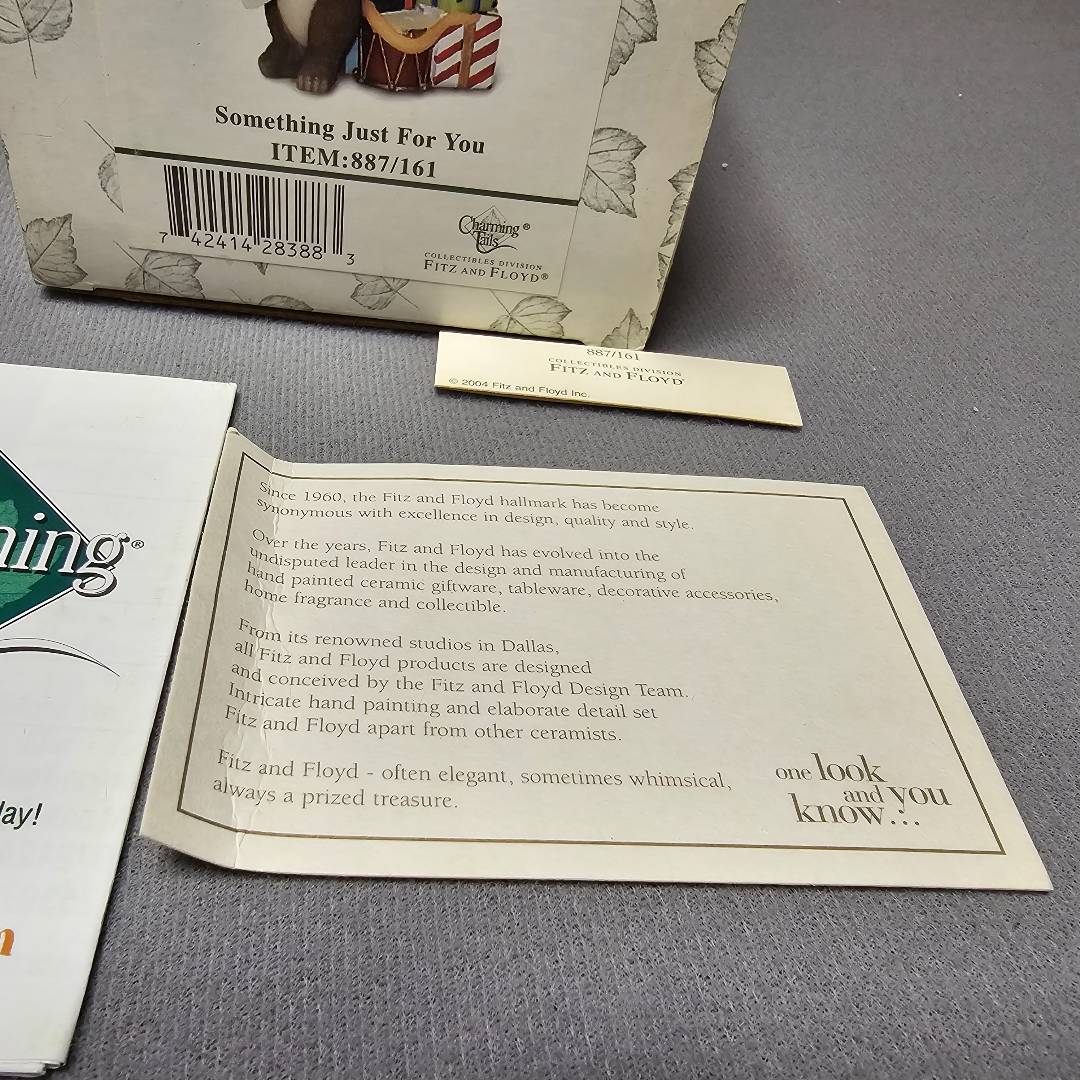 Something Just For You
ITEM:887/161
7 42414 28388 3
Charming ®
Tails
COLLECTIBLES DIVISION
FITZ AND FLOYD®
887/161
COLLECTIBLES DIVISION
FITZ AND FLOYD
© 2004 Fitz and Floyd Inc.
ming®
lay!
Since 1960, the Fitz and Floyd hallmark has become
synonymous with excellence in design, quality and style.
Over the years, Fitz and Floyd has evolved into the
undisputed leader in the design and manufacturing of
hand painted ceramic giftware, tableware, decorative accessories,
home fragrance and collectible.
From its renowned studios in Dallas,
all Fitz and Floyd products are designed
and conceived by the Fitz and Floyd Design Team.
Intricate hand painting and elaborate detail set
Fitz and Floyd apart from other ceramists.
Fitz and Floyd - often elegant, sometimes whimsical,
always a prized treasure.
one look
and you
know...